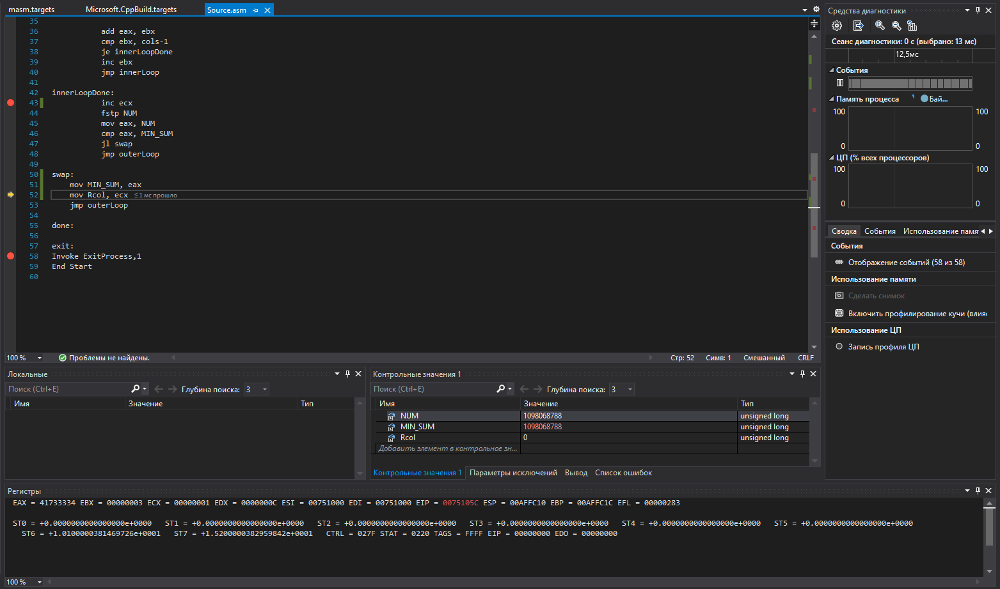 masm.targets Microsoft.CppBuild.targets Source.asm
35
36 add eax, ebx
37 cmp ebx, cols-1
38 je innerLoopDone
39 inc ebx
40 jmp innerLoop
41
42 innerLoopDone:
43 inc ecx
44 fstp NUM
45 mov eax, NUM
46 cmp eax, MIN_SUM
47 jl swap
48 jmp outerLoop
49
50 swap:
51 mov MIN_SUM, eax
52 mov Rcol, ecx ≤ 1 мс прошло
53 jmp outerLoop
54
55 done:
56
57 exit:
58 Invoke ExitProcess,1
59 End Start
60
100 % Проблемы не найдены. Стр: 52 Симв: 1 Смешанный CRLF
Средства диагностики
Сеанс диагностики: 0 с (выбрано: 13 мс)
12,5мс
События
Память процесса Бай...
100 100
0 0
ЦП (% всех процессоров)
100 100
0 0
Сводка События Использование памят
События
Отображение событий (58 из 58)
Использование памяти
Сделать снимок
Включить профилирование кучи (влия
Использование ЦП
Запись профиля ЦП
Локальные
Поиск (Ctrl+E) Глубина поиска: 3
Имя Значение Тип
Контрольные значения 1
Поиск (Ctrl+E) Глубина поиска: 3
Имя Значение Тип
NUM 1098068788 unsigned long
MIN_SUM 1098068788 unsigned long
Rcol 0 unsigned long
Добавить элемент в контрольное зн...
Контрольные значения 1 Параметры исключений Вывод Список ошибок
Регистры
EAX = 41733334 EBX = 00000003 ECX = 00000001 EDX = 0000000C ESI = 00751000 EDI = 00751000 EIP = 0075105C ESP = 00AFFC10 EBP = 00AFFC1C EFL = 00000283
ST0 = +0.0000000000000000e+0000 ST1 = +0.0000000000000000e+0000 ST2 = +0.0000000000000000e+0000 ST3 = +0.0000000000000000e+0000 ST4 = +0.0000000000000000e+0000 ST5 = +0.0000000000000000e+0000
ST6 = +1.0100000381469726e+0001 ST7 = +1.5200000382959842e+0001 CTRL = 027F STAT = 0220 TAGS = FFFF EIP = 00000000 EDO = 00000000
100 %